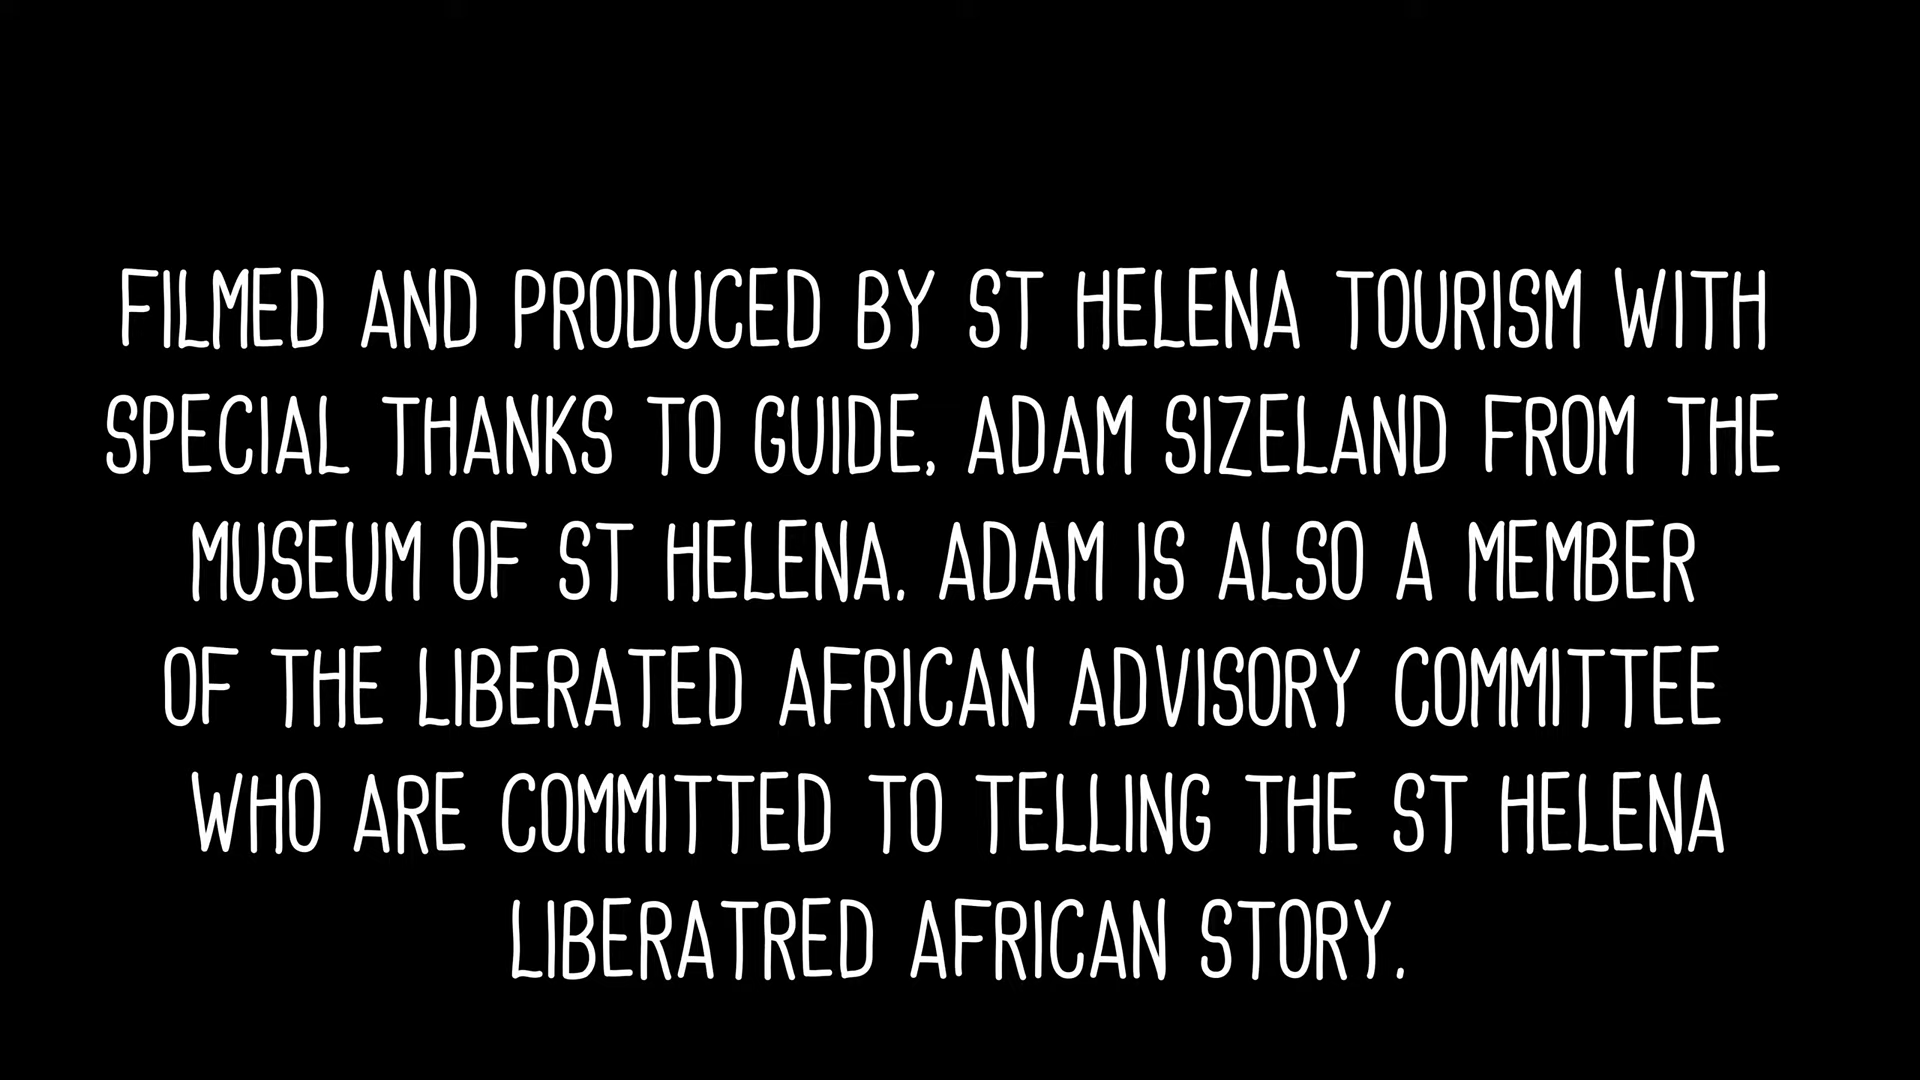 FILMED AND PRODUCED BY ST HELENA TOURISM WITH
SPECIAL THANKS TO GUIDE, ADAM SIZELAND FROM THE
MUSEUM OF ST HELENA. ADAM IS ALSO A MEMBER
OF THE LIBERATED AFRICAN ADVISORY COMMITTEE
WHO ARE COMMITTED TO TELLING THE ST HELENA
LIBERATRED AFRICAN STORY.